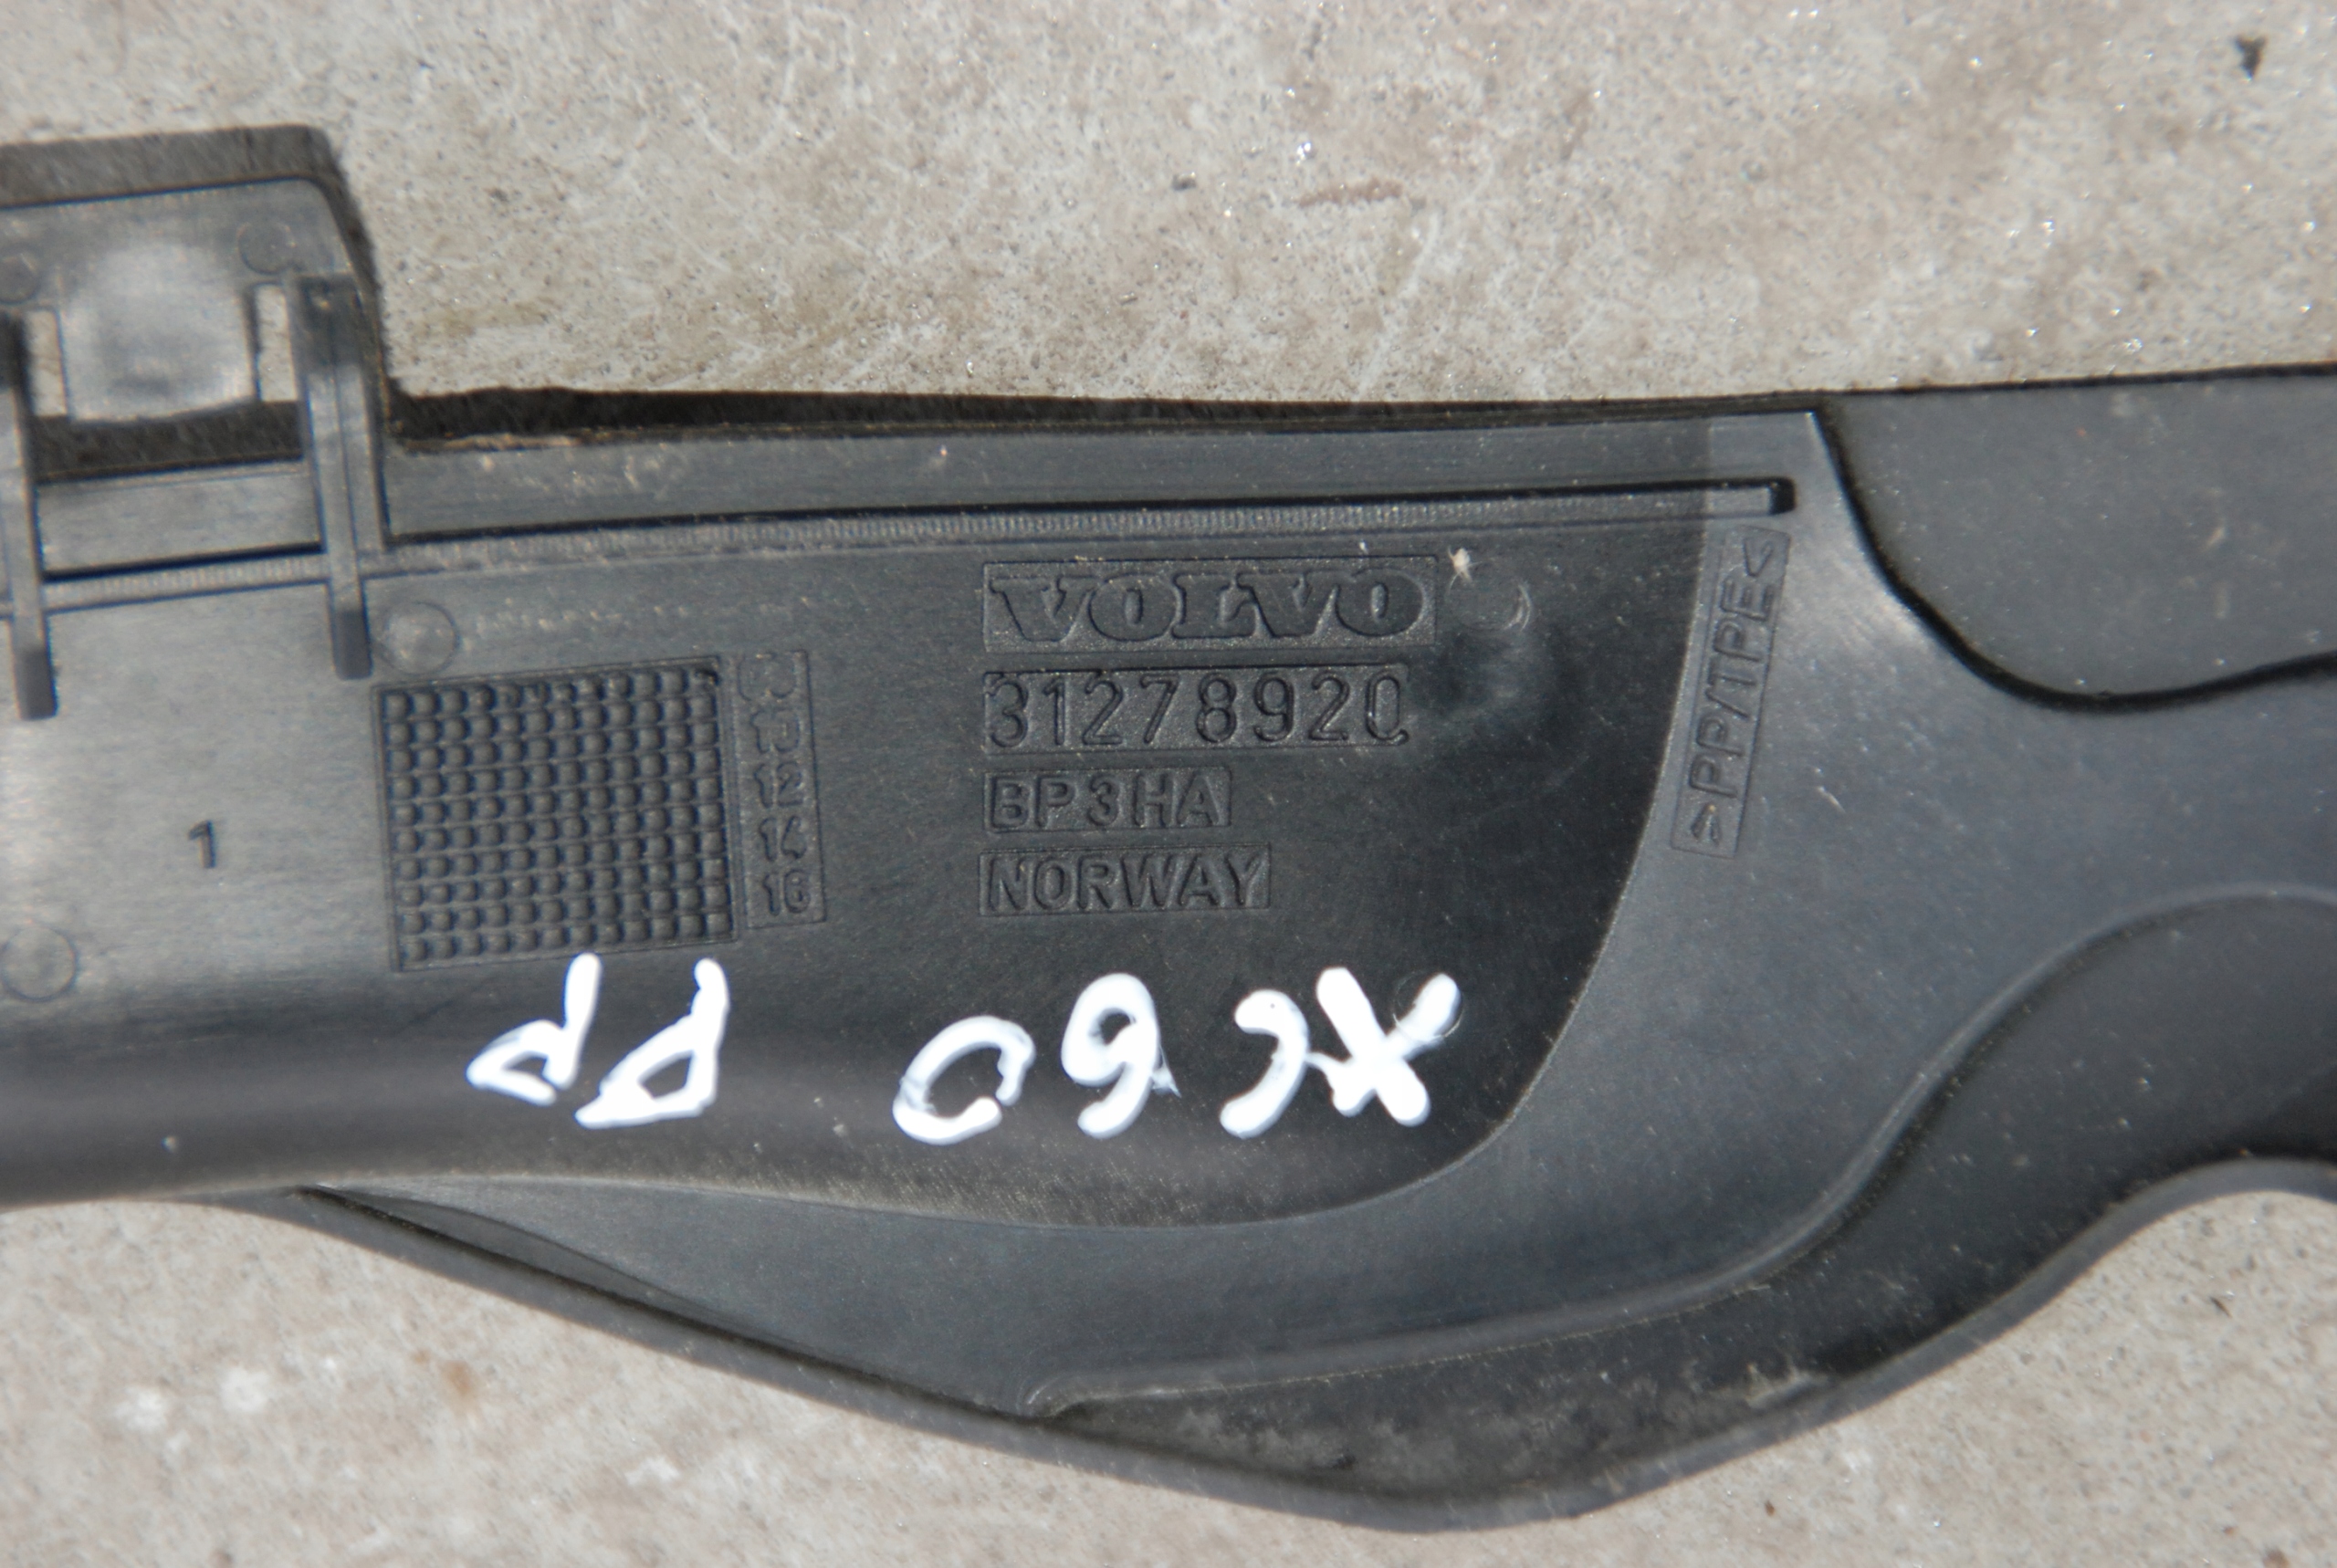 VOLVO
31278920
BP3HA
NORWAY
>PP/TPE<
12
14
16
1
XC60 PP